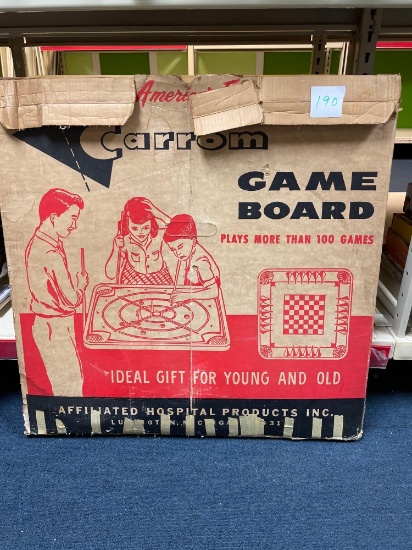 America's
190
Carrom
GAME
BOARD
PLAYS MORE THAN 100 GAMES
IDEAL GIFT FOR YOUNG AND OLD
AFFILIATED HOSPITAL PRODUCTS INC.